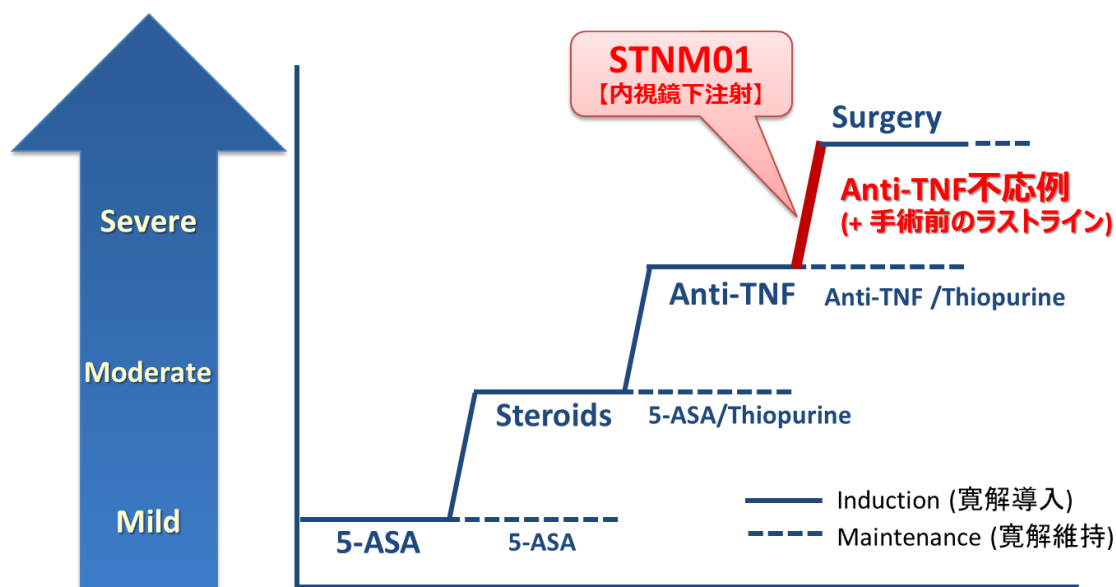 STNM01
【内視鏡下注射】
Surgery
Anti-TNF不応例
(+ 手術前のラストライン)
Severe
Anti-TNF
Anti-TNF /Thiopurine
Moderate
Steroids
5-ASA/Thiopurine
Induction (寛解導入)
Mild
Maintenance (寛解維持)
5-ASA
5-ASA